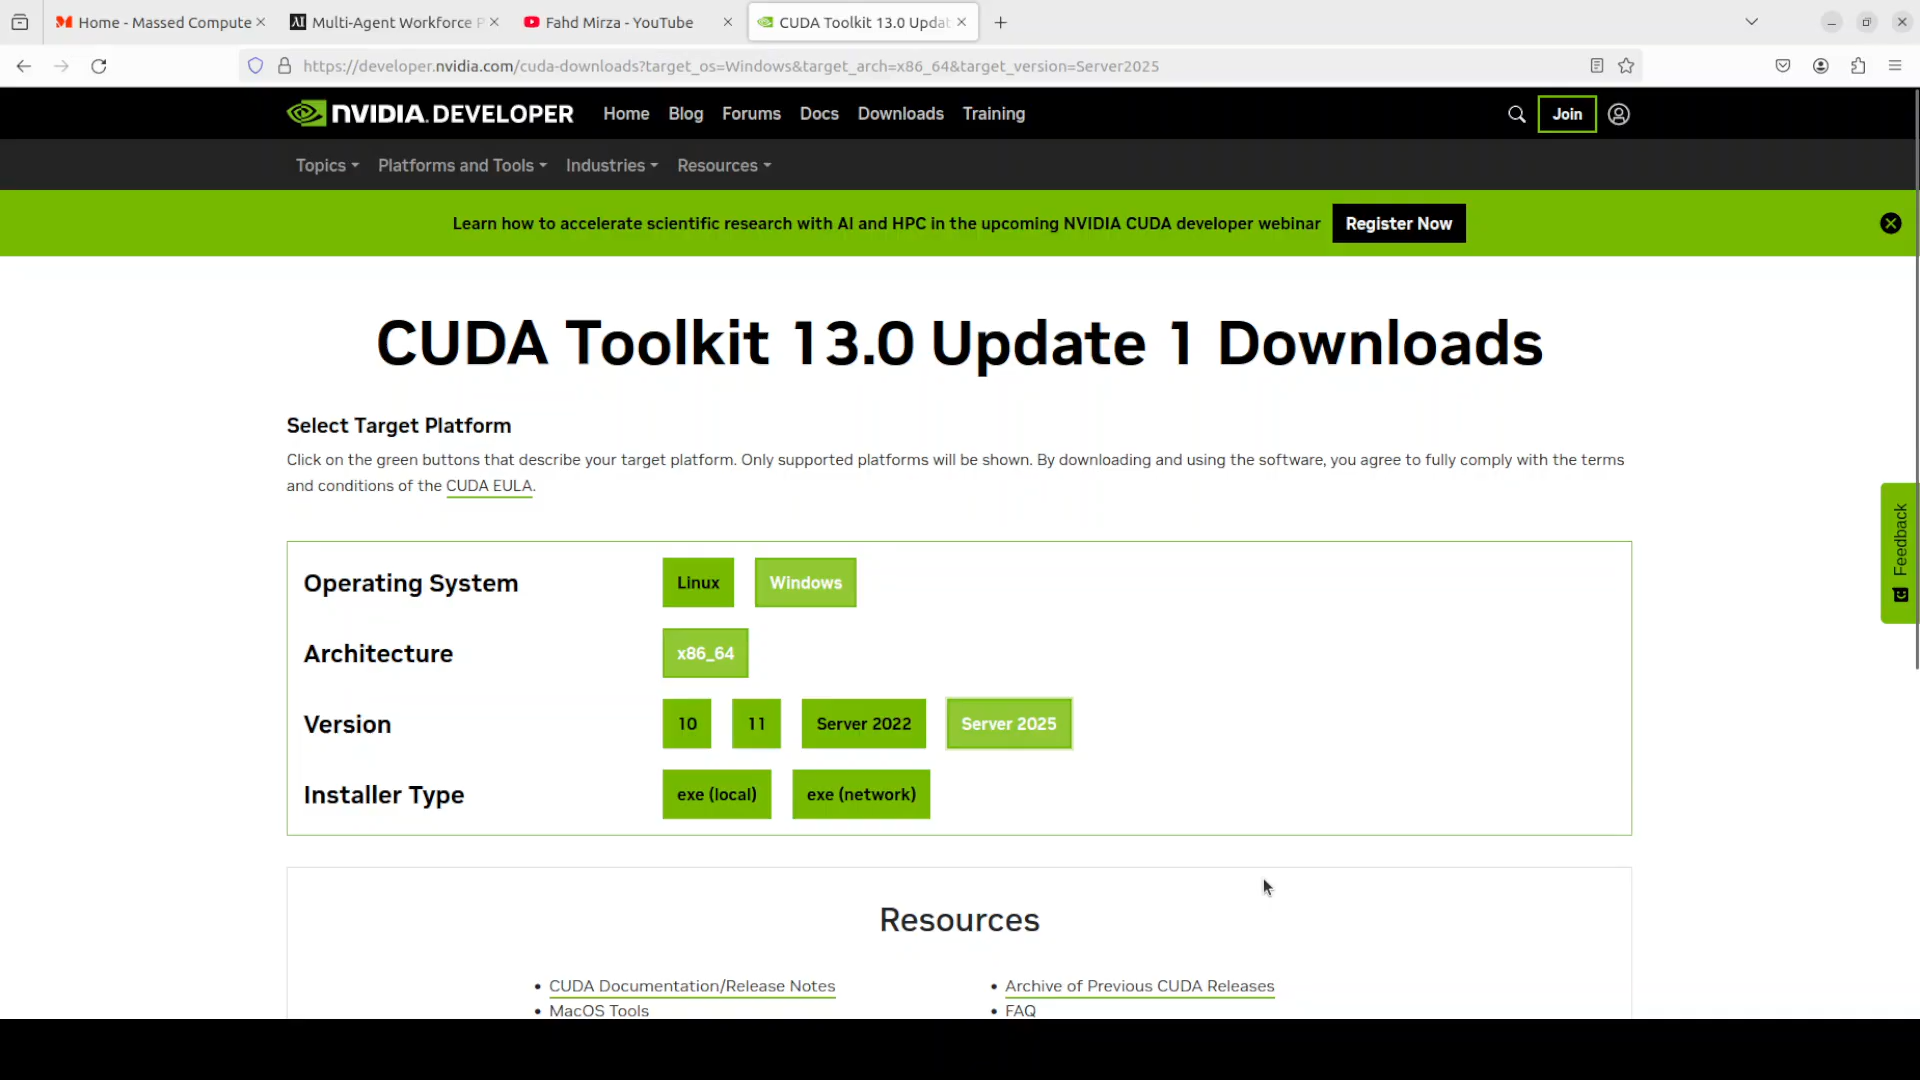 Home - Massed Compute
Multi-Agent Workforce P
Fahd Mirza - YouTube
CUDA Toolkit 13.0 Updat
https://developer.nvidia.com/cuda-downloads?target_os=Windows&target_arch=x86_64&target_version=Server2025
NVIDIA. DEVELOPER
Home
Blog
Forums
Docs
Downloads
Training
Join
Topics
Platforms and Tools
Industries
Resources
Learn how to accelerate scientific research with AI and HPC in the upcoming NVIDIA CUDA developer webinar
Register Now
CUDA Toolkit 13.0 Update 1 Downloads
Select Target Platform
Click on the green buttons that describe your target platform. Only supported platforms will be shown. By downloading and using the software, you agree to fully comply with the terms
and conditions of the CUDA EULA.
Feedback
Operating System
Linux
Windows
Architecture
x86_64
Version
10
11
Server 2022
Server 2025
Installer Type
exe (local)
exe (network)
Resources
• CUDA Documentation/Release Notes
• MacOS Tools
• Archive of Previous CUDA Releases
• FAQ